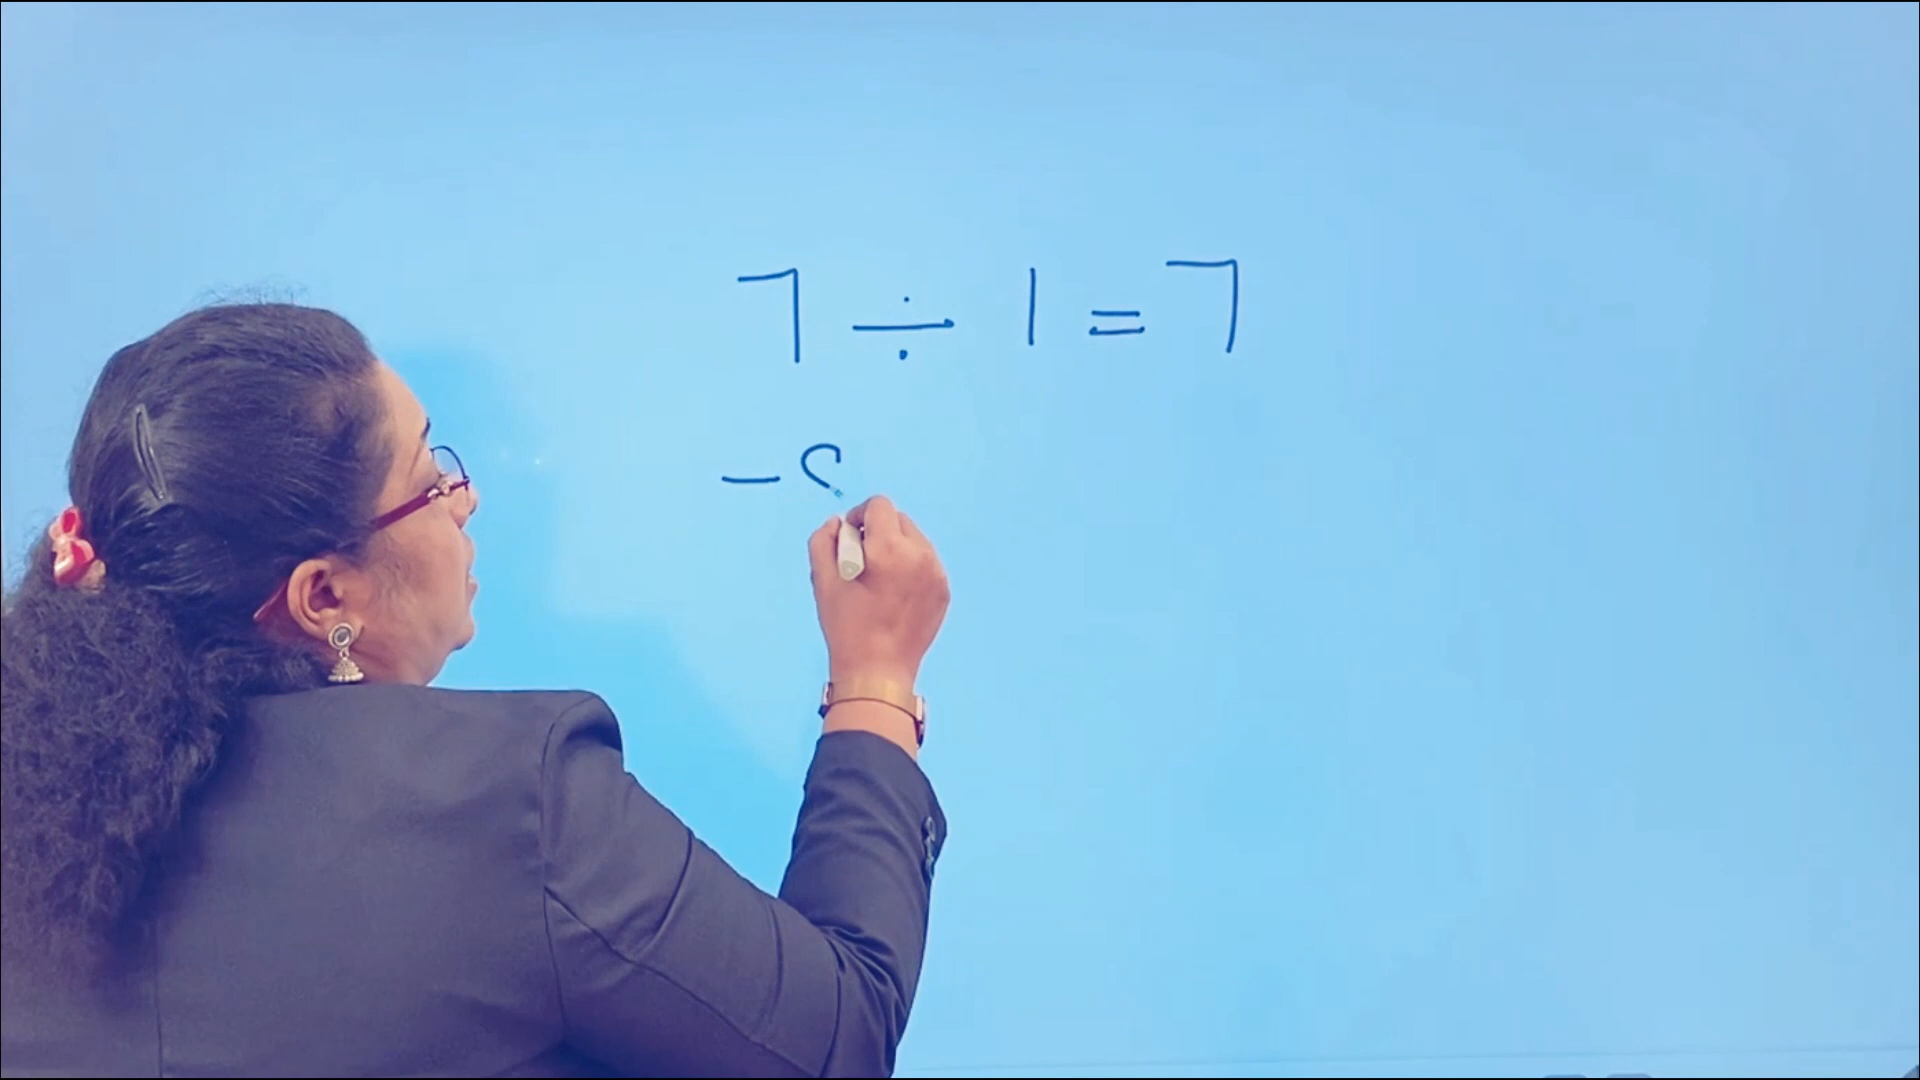 7 ÷ 1 = 7
-